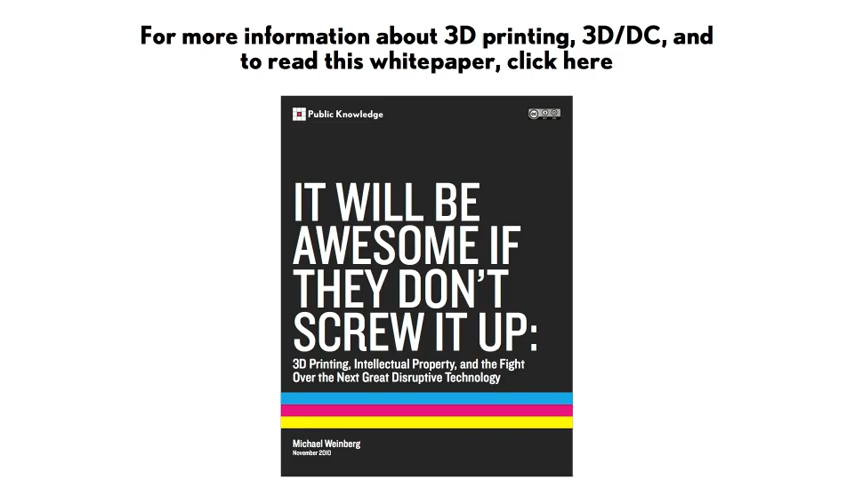 For more information about 3D printing, 3D/DC, and
to read this whitepaper, click here
Public Knowledge
IT WILL BE
AWESOME IF
THEY DON'T
SCREW IT UP:
3D Printing, Intellectual Property, and the Fight
Over the Next Great Disruptive Technology
Michael Weinberg
November 2010